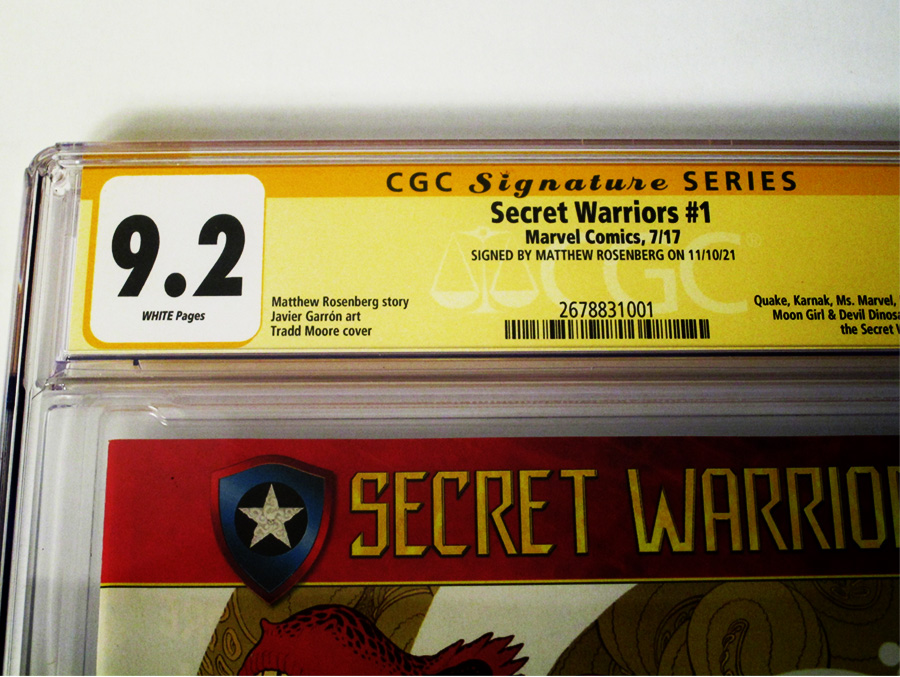 CGC Signature SERIES
Secret Warriors #1
Marvel Comics, 7/17
SIGNED BY MATTHEW ROSENBERG ON 11/10/21
9.2
WHITE Pages
Matthew Rosenberg story
Javier Garrón art
Tradd Moore cover
CGC
2678831001
Quake, Karnak, Ms. Marvel,
Moon Girl & Devil
the Secret
SECRET